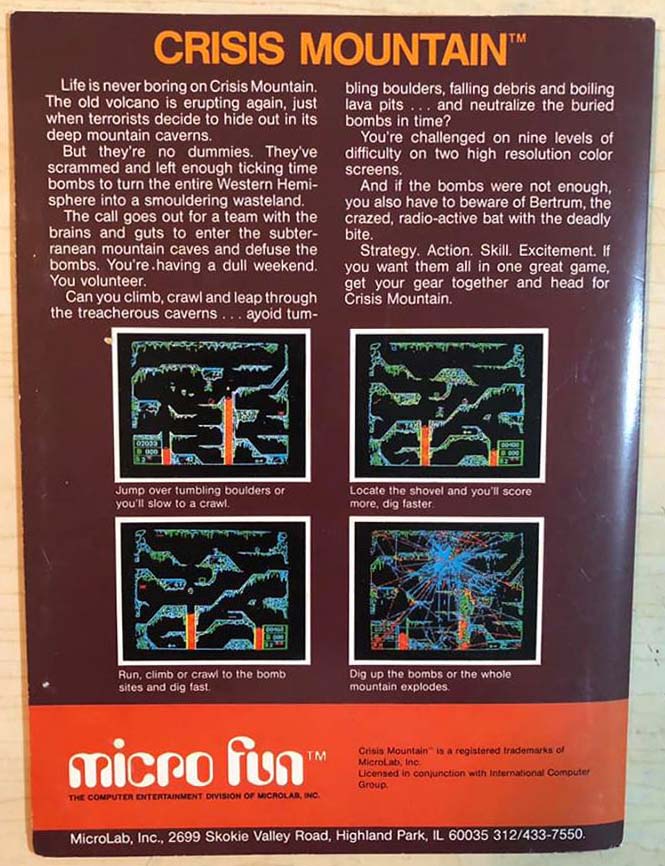 CRISIS MOUNTAIN™
Life is never boring on Crisis Mountain.
The old volcano is erupting again, just
when terrorists decide to hide out in its
deep mountain caverns.
But they're no dummies. They've
scrammed and left enough ticking time
bombs to turn the entire Western Hemi-
sphere into a smouldering wasteland.
The call goes out for a team with the
brains and guts to enter the subter-
ranean mountain caves and defuse the
bombs. You're having a dull weekend.
You volunteer.
Can you climb, crawl and leap through
the treacherous caverns . . . avoid tum-
bling boulders, falling debris and boiling
lava pits . . . and neutralize the buried
bombs in time?
You're challenged on nine levels of
difficulty on two high resolution color
screens.
And if the bombs were not enough,
you also have to beware of Bertrum, the
crazed, radio-active bat with the deadly
bite.
Strategy. Action. Skill. Excitement. If
you want them all in one great game,
get your gear together and head for
Crisis Mountain.
Jump over tumbling boulders or
you'll slow to a crawl.
Locate the shovel and you'll score
more, dig faster.
Run, climb or crawl to the bomb
sites and dig fast.
Dig up the bombs or the whole
mountain explodes.
micro fun™
THE COMPUTER ENTERTAINMENT DIVISION OF MICROLAB, INC.
Crisis Mountain™ is a registered trademarks of
MicroLab, Inc.
Licensed in conjunction with International Computer
Group.
MicroLab, Inc., 2699 Skokie Valley Road, Highland Park, IL 60035 312/433-7550.